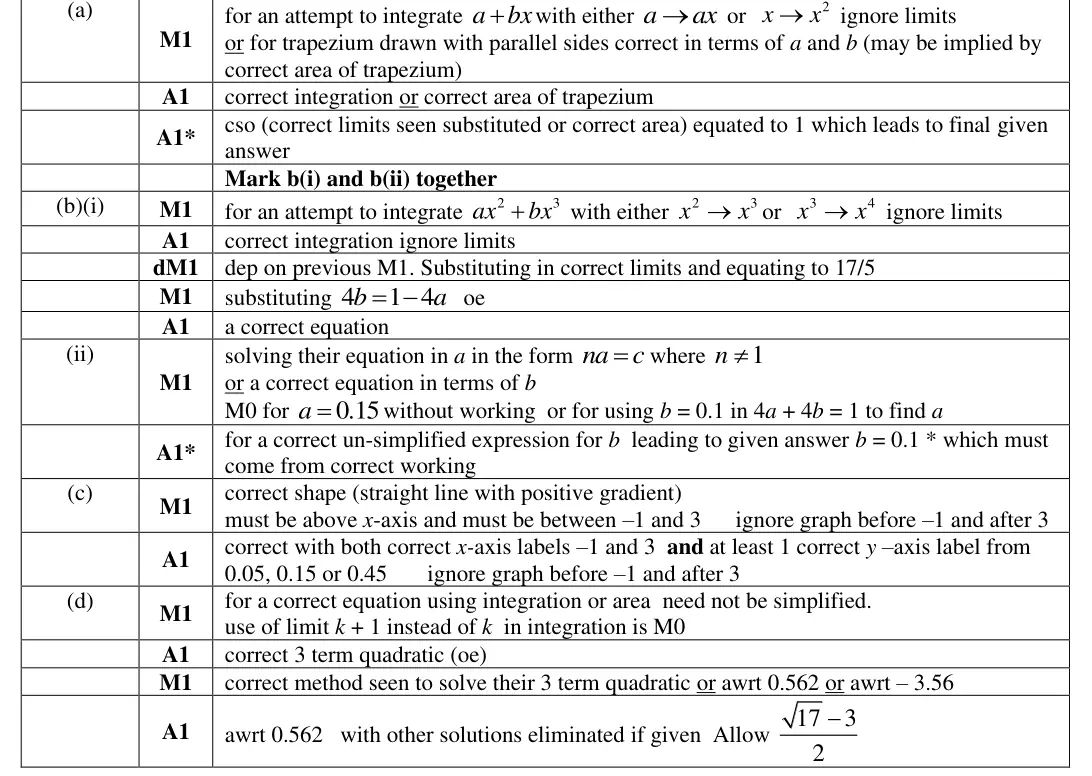 (a)
M1
for an attempt to integrate a + bx with either a → ax or x → x² ignore limits
or for trapezium drawn with parallel sides correct in terms of a and b (may be implied by
correct area of trapezium)
A1
correct integration or correct area of trapezium
A1*
cso (correct limits seen substituted or correct area) equated to 1 which leads to final given
answer
Mark b(i) and b(ii) together
(b)(i)
M1
for an attempt to integrate ax² + bx³ with either x² → x³ or x³ → x⁴ ignore limits
A1
correct integration ignore limits
dM1
dep on previous M1. Substituting in correct limits and equating to 17/5
M1
substituting 4b = 1 − 4a oe
A1
a correct equation
(ii)
M1
solving their equation in a in the form na = c where n ≠ 1
or a correct equation in terms of b
M0 for a = 0.15 without working or for using b = 0.1 in 4a + 4b = 1 to find a
A1*
for a correct un-simplified expression for b leading to given answer b = 0.1 * which must
come from correct working
(c)
M1
correct shape (straight line with positive gradient)
must be above x-axis and must be between –1 and 3 ignore graph before –1 and after 3
A1
correct with both correct x-axis labels –1 and 3 and at least 1 correct y –axis label from
0.05, 0.15 or 0.45 ignore graph before –1 and after 3
(d)
M1
for a correct equation using integration or area need not be simplified.
use of limit k + 1 instead of k in integration is M0
A1
correct 3 term quadratic (oe)
M1
correct method seen to solve their 3 term quadratic or awrt 0.562 or awrt – 3.56
A1
awrt 0.562 with other solutions eliminated if given Allow (√17 − 3)/2